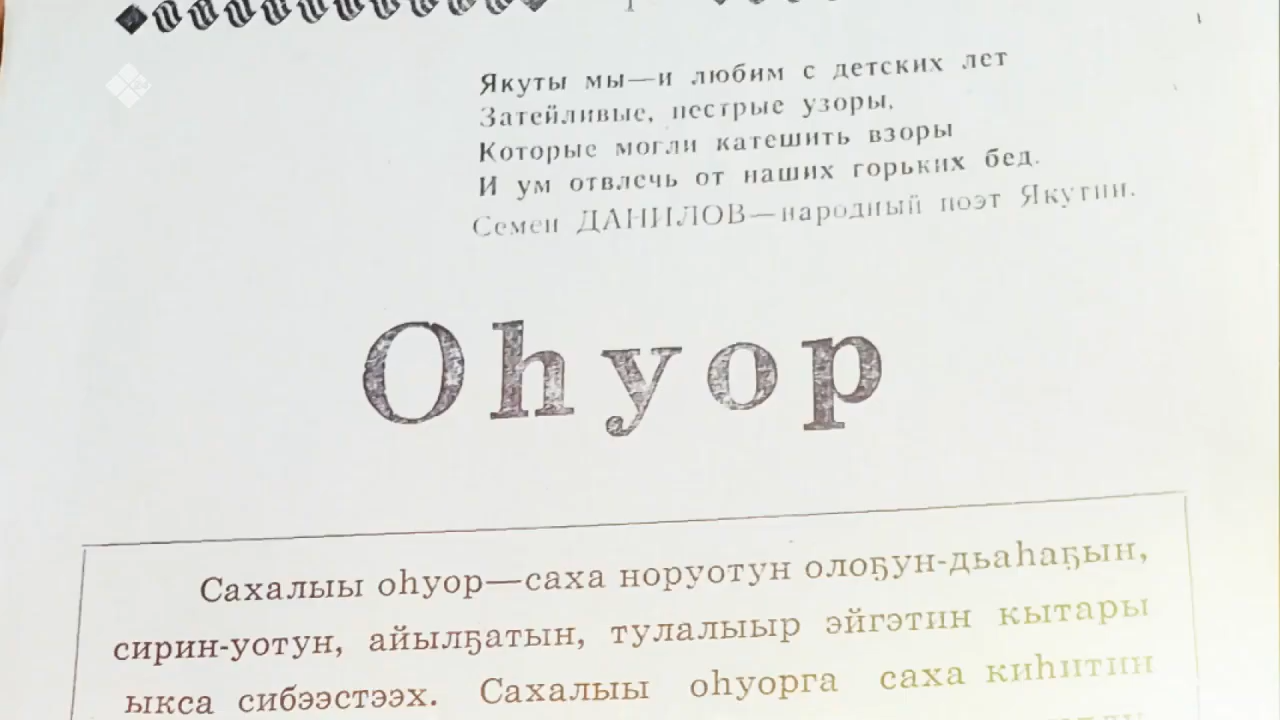 Якуты мы—и любим с детских лет
Затейливые, пестрые узоры,
Которые могли катешить взоры
И ум отвлечь от наших горьких бед.
Семен ДАНИЛОВ—народный поэт Якутии.
Оһуор
Сахалыы оһуор—саха норуотун олоҕун-дьаһаҕын,
сирин-уотун, айылҕатын, тулалыыр эйгэтин кытары
ыкса сибээстээх. Сахалыы оһуорга саха киһитин